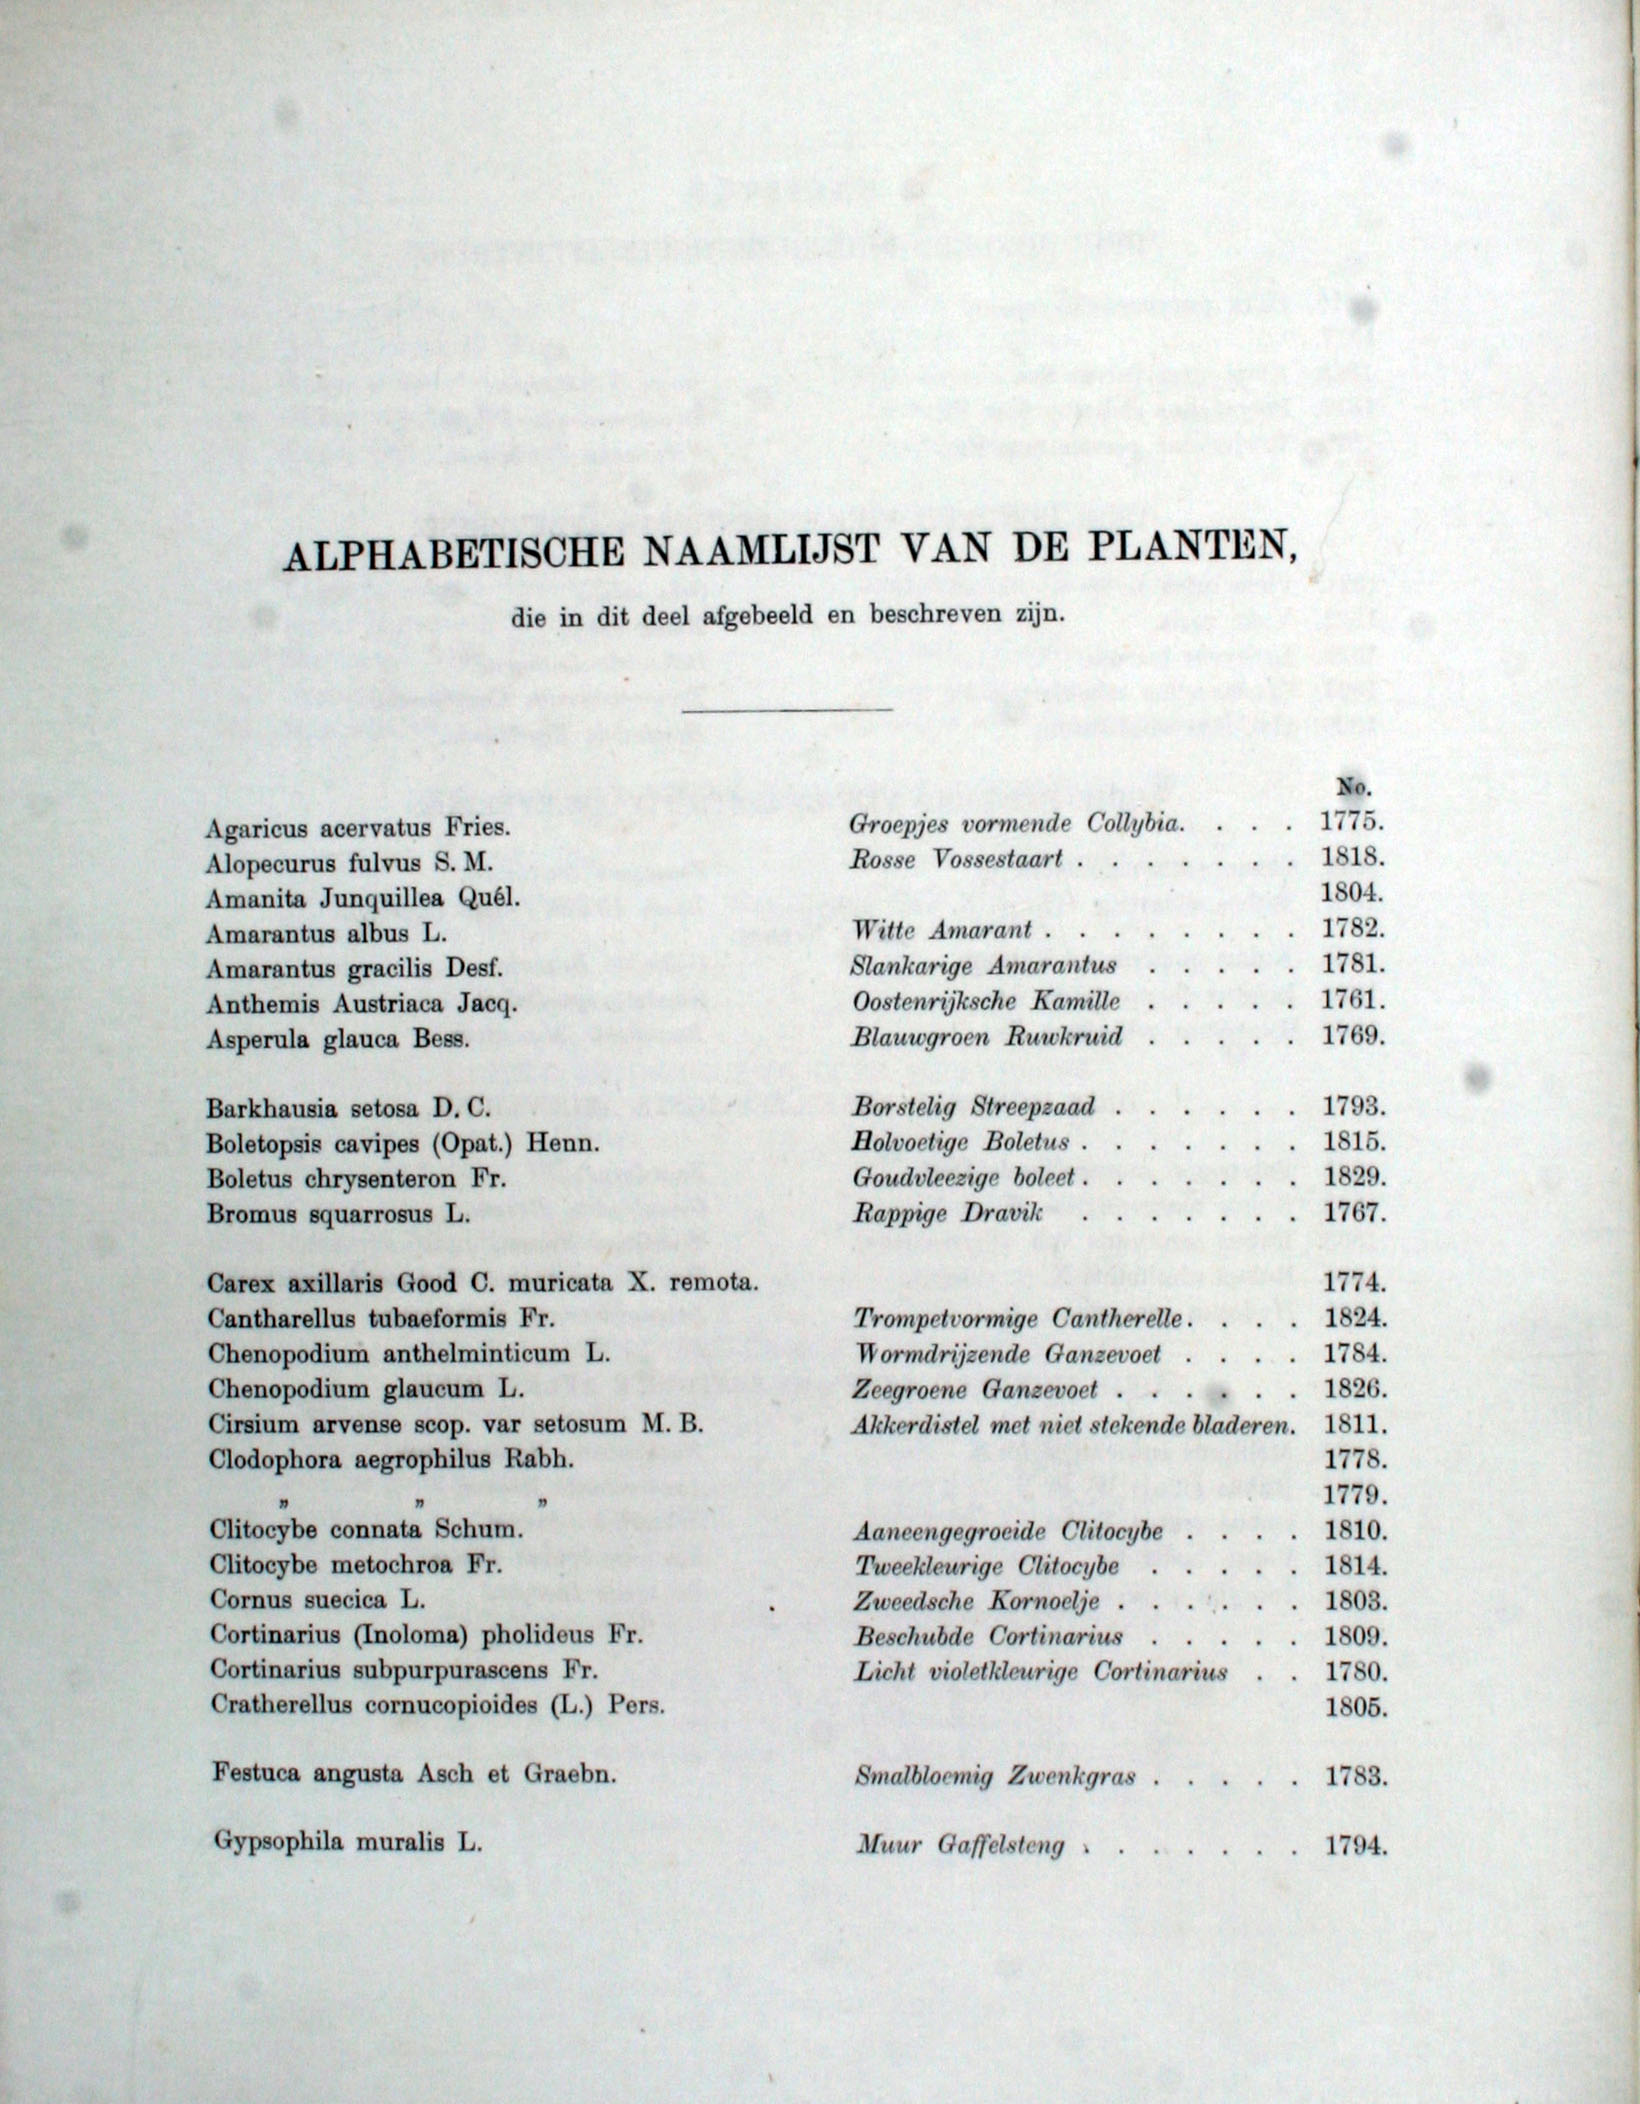 ALPHABETISCHE NAAMLIJST VAN DE PLANTEN,
die in dit deel afgebeeld en beschreven zijn.
No.
Agaricus acervatus Fries. Groepjes vormende Collybia. . . . 1775.
Alopecurus fulvus S. M. Rosse Vossestaart . . . . . . . 1818.
Amanita Junquillea Quél. 1804.
Amarantus albus L. Witte Amarant . . . . . . . . 1782.
Amarantus gracilis Desf. Slankarige Amarantus . . . . . 1781.
Anthemis Austriaca Jacq. Oostenrijksche Kamille . . . . . 1761.
Asperula glauca Bess. Blauwgroen Ruwkruid . . . . . 1769.
Barkhausia setosa D. C. Borstelig Streepzaad . . . . . . 1793.
Boletopsis cavipes (Opat.) Henn. Holvoetige Boletus . . . . . . . 1815.
Boletus chrysenteron Fr. Goudvleezige boleet . . . . . . . 1829.
Bromus squarrosus L. Rappige Dravik . . . . . . . 1767.
Carex axillaris Good C. muricata X. remota. 1774.
Cantharellus tubaeformis Fr. Trompetvormige Cantherelle. . . . 1824.
Chenopodium anthelminticum L. Wormdrijzende Ganzevoet . . . . 1784.
Chenopodium glaucum L. Zeegroene Ganzevoet . . . . . . 1826.
Cirsium arvense scop. var setosum M. B. Akkerdistel met niet stekende bladeren. 1811.
Clodophora aegrophilus Rabh. 1778.
„ „ „ 1779.
Clitocybe connata Schum. Aaneengegroeide Clitocybe . . . . 1810.
Clitocybe metochroa Fr. Tweekleurige Clitocybe . . . . . 1814.
Cornus suecica L. Zweedsche Kornoelje . . . . . . 1803.
Cortinarius (Inoloma) pholideus Fr. Beschubde Cortinarius . . . . . 1809.
Cortinarius subpurpurascens Fr. Licht violetkleurige Cortinarius . . 1780.
Cratherellus cornucopioides (L.) Pers. 1805.
Festuca angusta Asch et Graebn. Smalbloemig Zwenkgras . . . . . 1783.
Gypsophila muralis L. Muur Gaffelsteng . . . . . . . 1794.